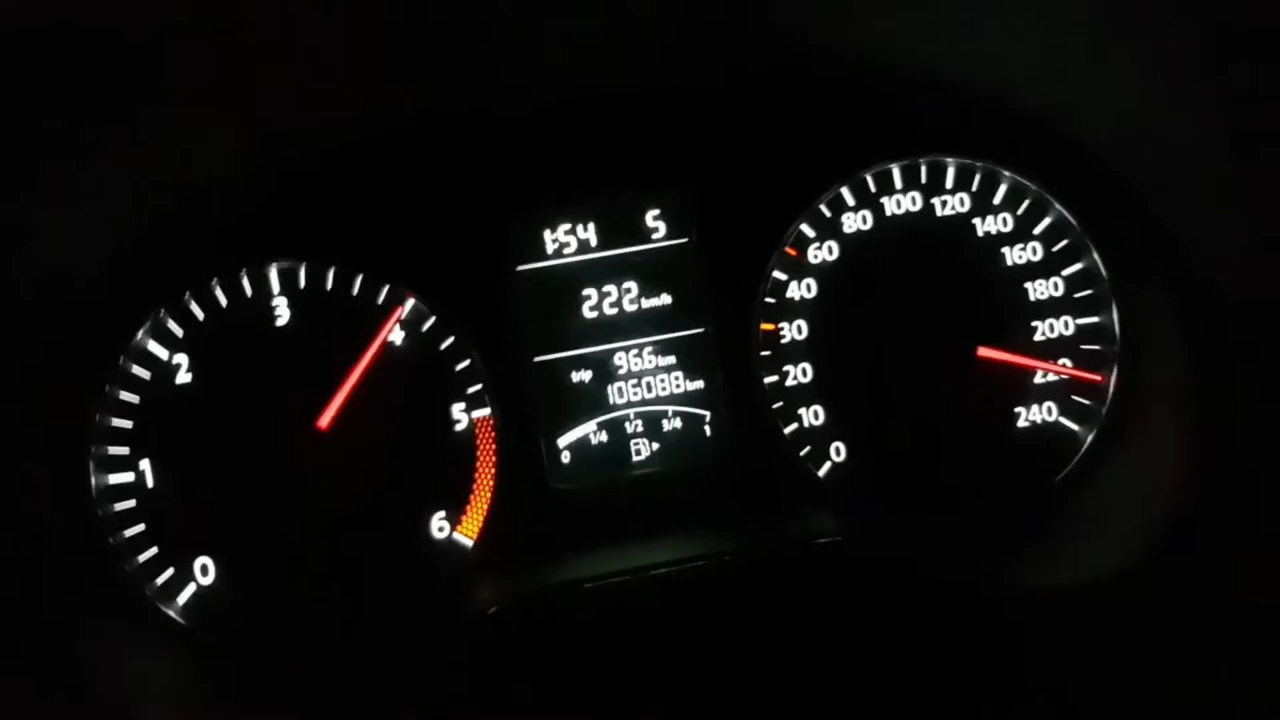 1:54 5
222 km/h
trip 96.6 km
106088 km
0 1/4 1/2 3/4 1
0 1 2 3 4 5 6
0 10 20 30 40 60 80 100 120 140 160 180 200 220 240